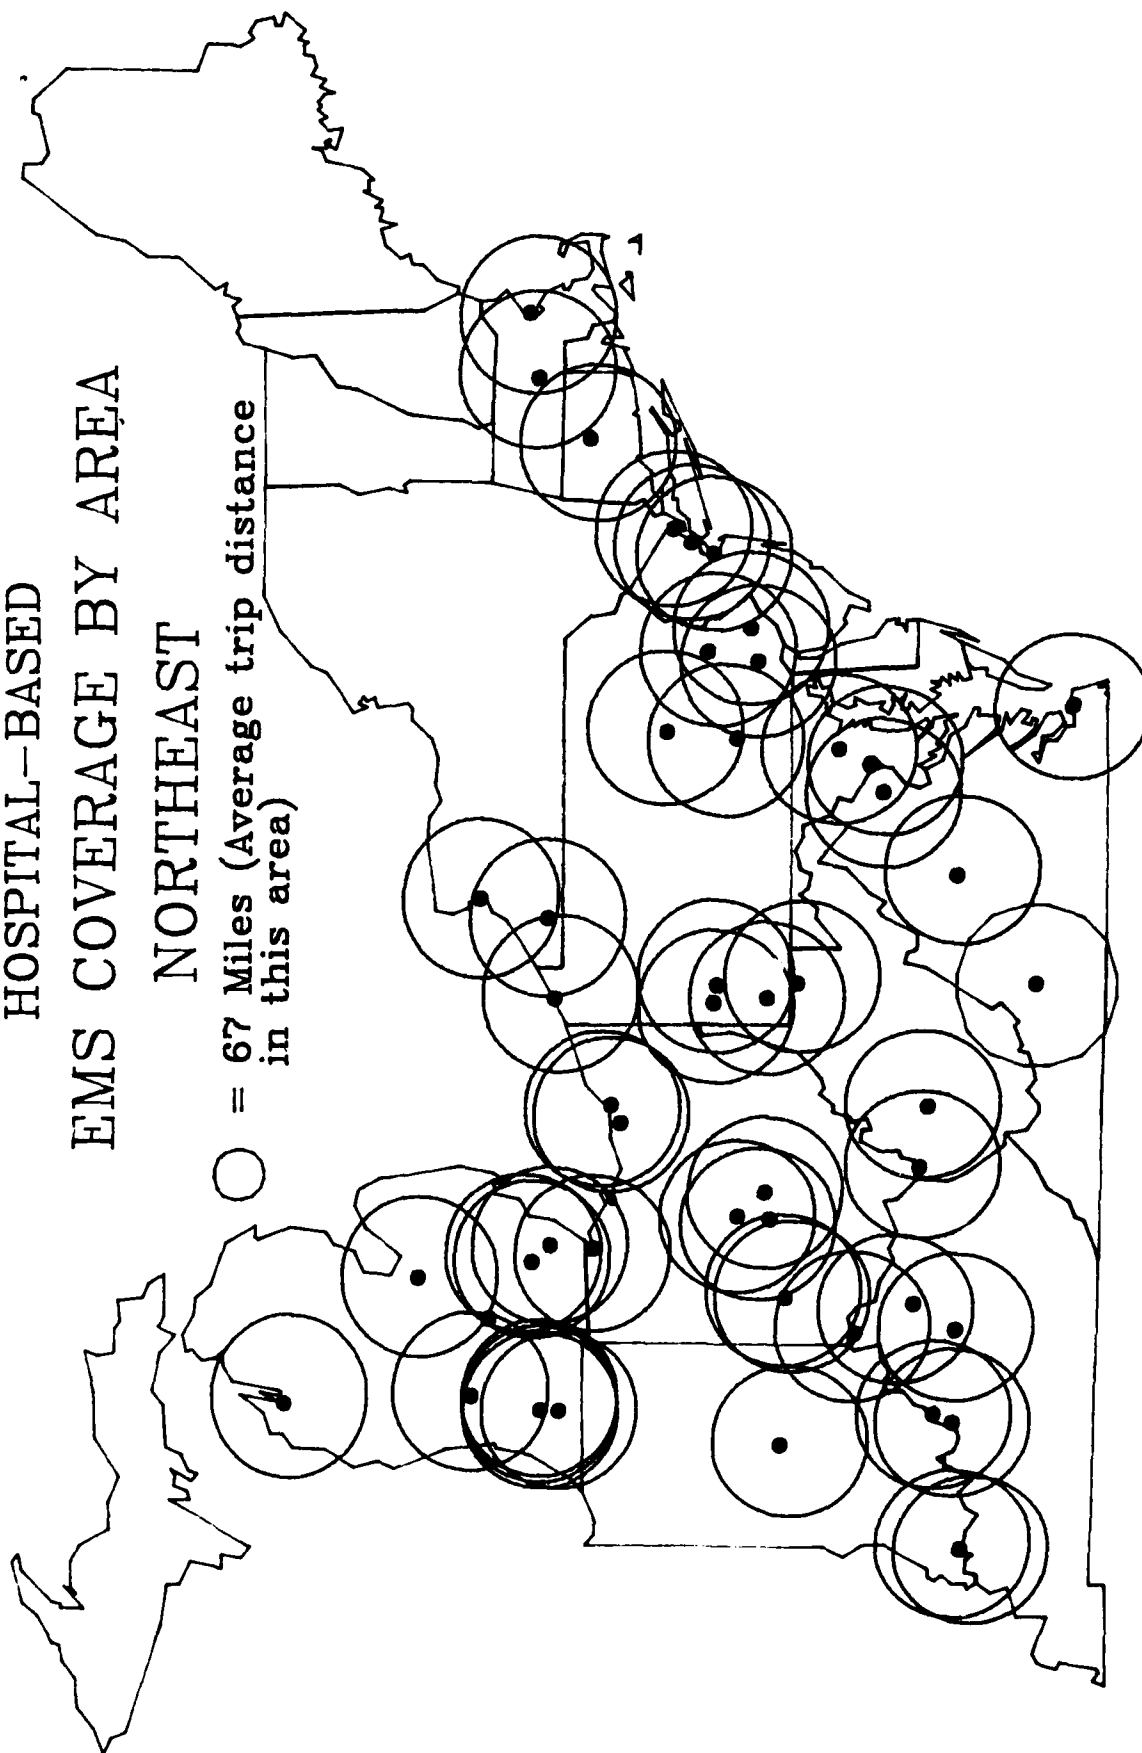 HOSPITAL-BASED
EMS COVERAGE BY AREA
NORTHEAST
= 67 Miles (Average trip distance
in this area)